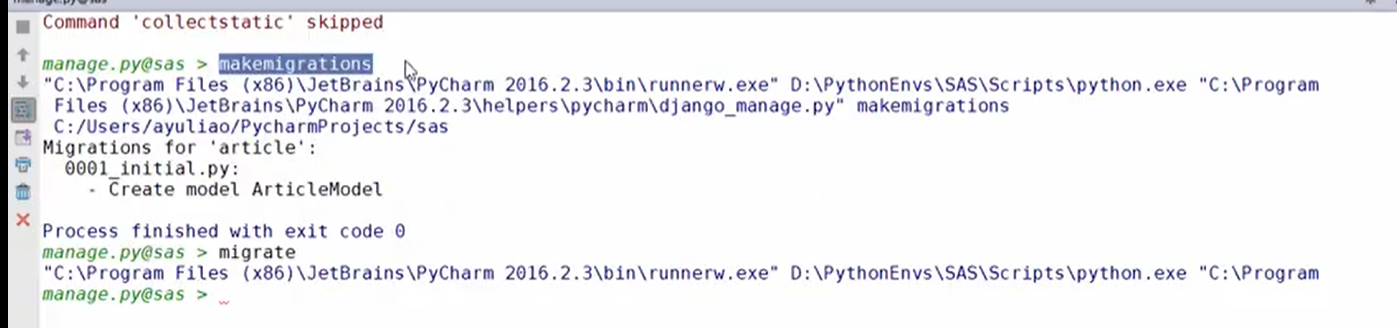 manage.py@sas
Command 'collectstatic' skipped
manage.py@sas > makemigrations
"C:\Program Files (x86)\JetBrains\PyCharm 2016.2.3\bin\runnerw.exe" D:\PythonEnvs\SAS\Scripts\python.exe "C:\Program
Files (x86)\JetBrains\PyCharm 2016.2.3\helpers\pycharm\django_manage.py" makemigrations
C:/Users/ayuliao/PycharmProjects/sas
Migrations for 'article':
0001_initial.py:
- Create model ArticleModel
Process finished with exit code 0
manage.py@sas > migrate
"C:\Program Files (x86)\JetBrains\PyCharm 2016.2.3\bin\runnerw.exe" D:\PythonEnvs\SAS\Scripts\python.exe "C:\Program
manage.py@sas >